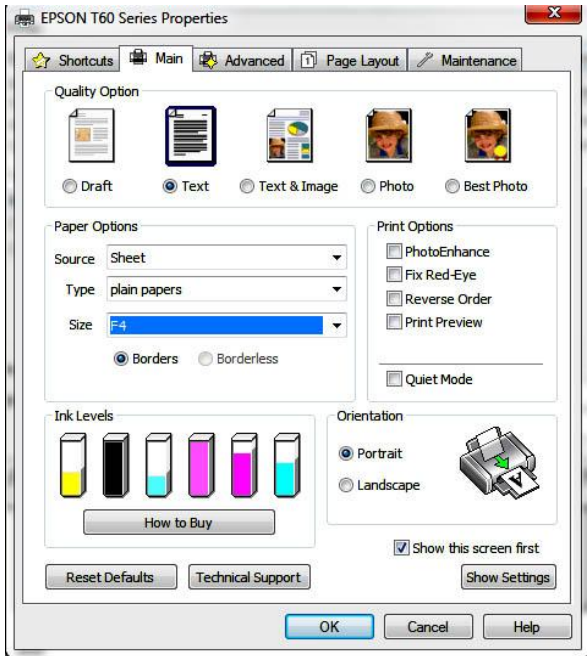 EPSON T60 Series Properties
Shortcuts Main Advanced 1 Page Layout Maintenance
Quality Option
Draft Text Text & Image Photo Best Photo
Paper Options
Source Sheet
Type plain papers
Size F4
Borders Borderless
Print Options
PhotoEnhance
Fix Red-Eye
Reverse Order
Print Preview
Quiet Mode
Ink Levels
How to Buy
Orientation
Portrait
Landscape
A
Show this screen first
Reset Defaults Technical Support Show Settings
OK Cancel Help